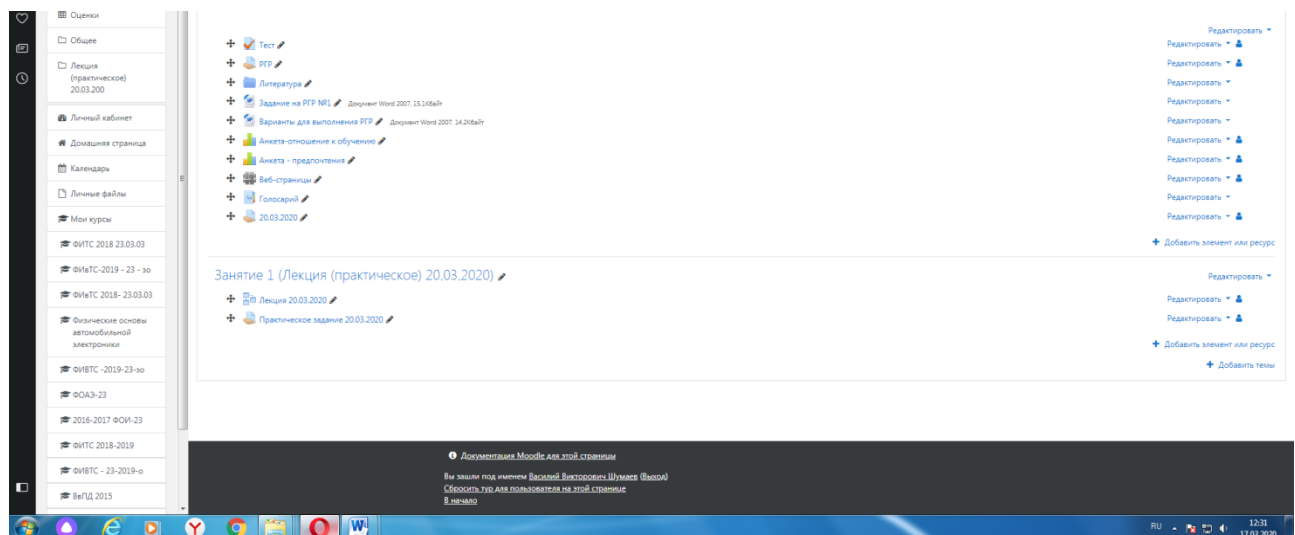 Оценки
Общее
Лекция
(практическое)
20.03.200
Личный кабинет
Домашняя страница
Календарь
Личные файлы
Мои курсы
ФИТС 2018 23.03.03
ФИвТС-2019 - 23 - зо
ФИвТС 2018- 23.03.03
Физические основы
автомобильной
электроники
ФИВТС -2019-23-зо
ФОАЭ-23
2016-2017 ФОИ-23
ФИТС 2018-2019
ФИВТС - 23-2019-о
ВвПД 2015
Редактировать
Тест Редактировать
РГР Редактировать
Литература Редактировать
Задание на РГР №1 Документ Word 2007, 15.1Кбайт Редактировать
Варианты для выполнения РГР Документ Word 2007, 14.2Кбайт Редактировать
Анкета-отношение к обучению Редактировать
Анкета - предпочтения Редактировать
Веб-страницы Редактировать
Голосарий Редактировать
20.03.2020 Редактировать
Добавить элемент или ресурс
Занятие 1 (Лекция (практическое) 20.03.2020) Редактировать
Лекция 20.03.2020 Редактировать
Практическое задание 20.03.2020 Редактировать
Добавить элемент или ресурс
Добавить темы
Документация Moodle для этой страницы
Вы зашли под именем Василий Викторович Шумаев (Выход)
Сбросить тур для пользователя на этой странице
В начало
RU 12:31
17.03.2020